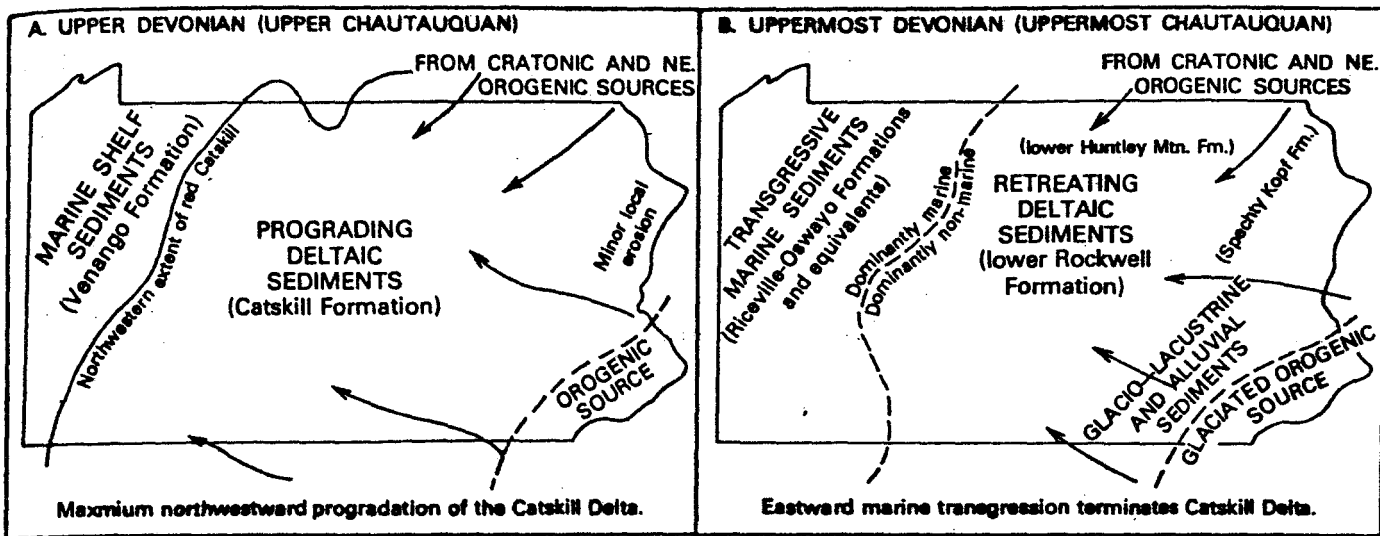 A. UPPER DEVONIAN (UPPER CHAUTAUQUAN)
FROM CRATONIC AND NE.
OROGENIC SOURCES
MARINE SHELF
SEDIMENTS
(Venango Formation)
Northwestern extent of red Catskill
PROGRADING
DELTAIC
SEDIMENTS
(Catskill Formation)
Minor local
erosion
OROGENIC
SOURCE
Maxmium northwestward progradation of the Catskill Delta.
B. UPPERMOST DEVONIAN (UPPERMOST CHAUTAUQUAN)
FROM CRATONIC AND NE.
OROGENIC SOURCES
TRANSGRESSIVE
MARINE SEDIMENTS
(Riceville-Oswayo Formations
and equivalents)
Dominantly marine
Dominantly non-marine
(lower Huntley Mtn. Fm.)
RETREATING
DELTAIC
SEDIMENTS
(lower Rockwell
Formation)
(Spechty Kopf Fm.)
GLACIO-LACUSTRINE
AND ALLUVIAL
SEDIMENTS
GLACIATED OROGENIC
SOURCE
Eastward marine transgression terminates Catskill Delta.